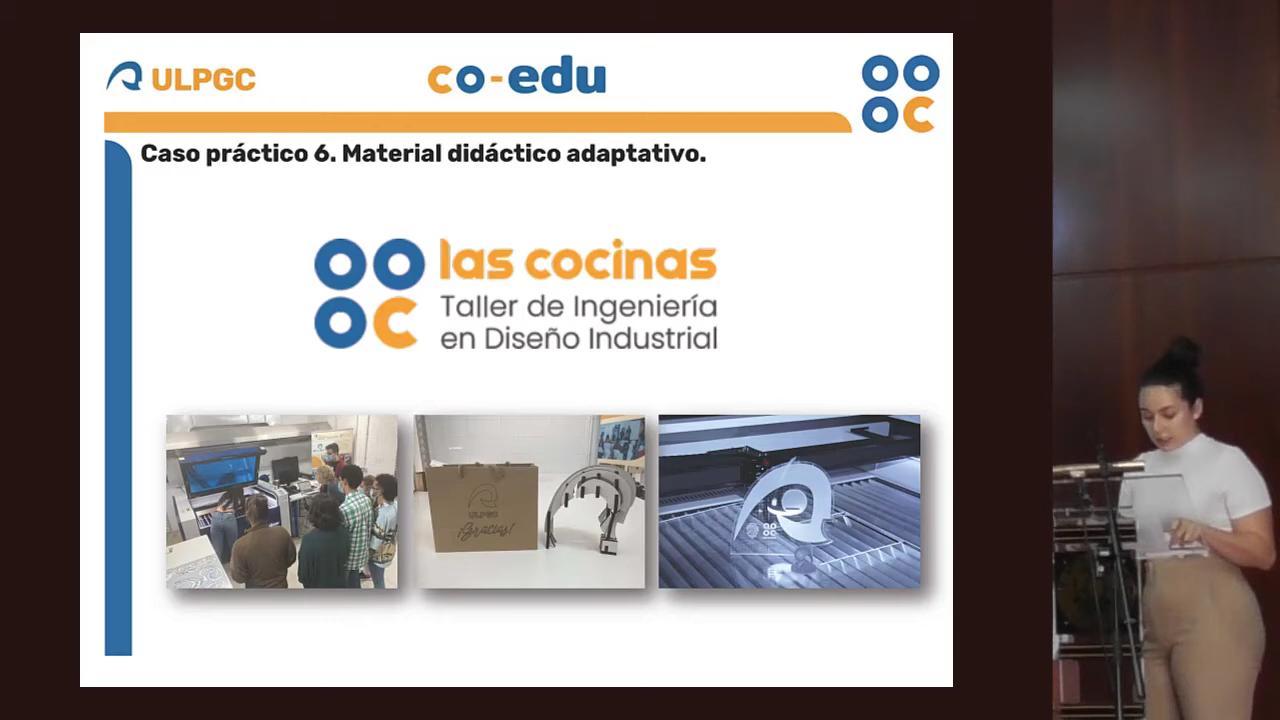 ULPGC
co-edu
Caso práctico 6. Material didáctico adaptativo.
las cocinas
Taller de Ingeniería
en Diseño Industrial
ULPGC
¡Gracias!